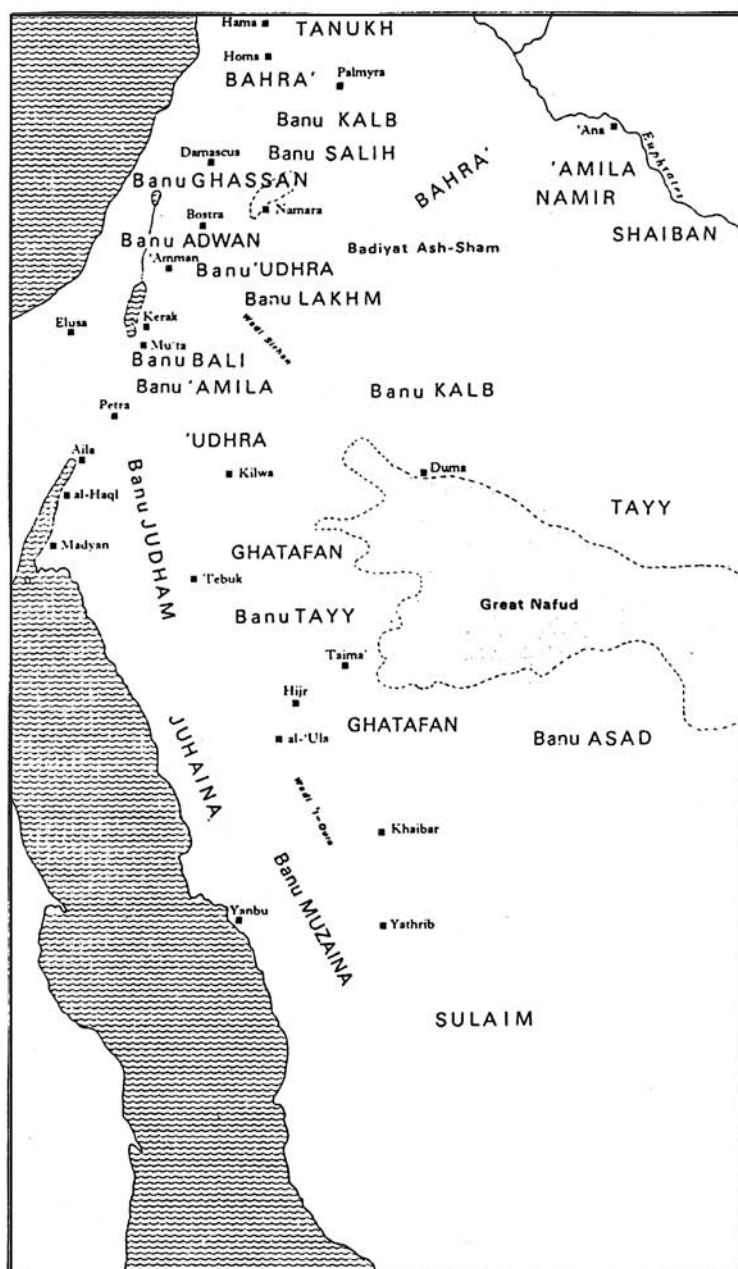 Hama
TANUKH
Homs
BAHRA'
Palmyra
Banu KALB
'Ana
Euphrates
Damascus
Banu SALIH
'AMILA
Banu GHASSAN
BAHRA'
NAMIR
Namara
Bostra
SHAIBAN
Banu ADWAN
Badiyat Ash-Sham
'Amman
Banu 'UDHRA
Banu LAKHM
Elusa
Kerak
Wadi Sirhan
Mu'ta
Banu BALI
Banu 'AMILA
Banu KALB
Petra
'UDHRA
Aila
Banu JUDHAM
Kilwa
Duma
al-Haql
TAYY
Madyan
GHATAFAN
Tebuk
Great Nafud
Banu TAYY
Taima'
Hijr
JUHAINA
GHATAFAN
al-'Ula
Banu ASAD
Wadi 'l-Qura
Khaibar
Banu MUZAINA
Yanbu
Yathrib
SULAIM